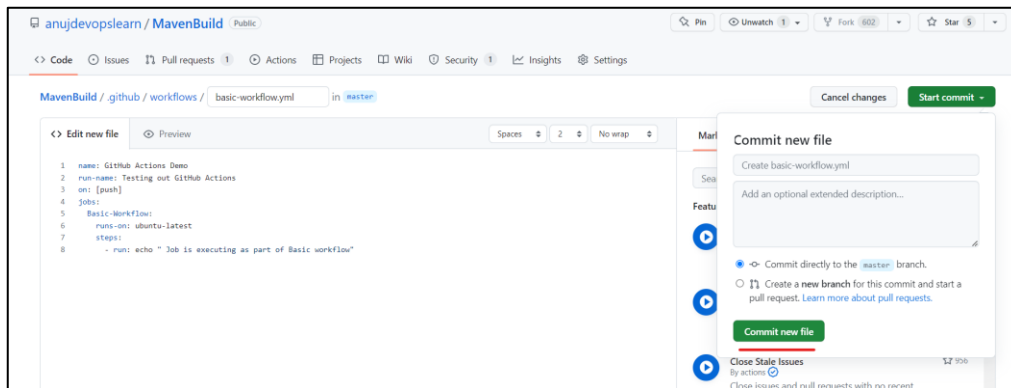 anujdevopslearn / MavenBuild Public
Pin Unwatch 1 Fork 602 Star 5
<> Code Issues Pull requests 1 Actions Projects Wiki Security 1 Insights Settings
MavenBuild / .github / workflows / basic-workflow.yml in master
Cancel changes Start commit
<> Edit new file Preview Spaces 2 No wrap
1 name: GitHub Actions Demo
2 run-name: Testing out GitHub Actions
3 on: [push]
4 jobs:
5 Basic-Workflow:
6 runs-on: ubuntu-latest
7 steps:
8 - run: echo " Job is executing as part of Basic workflow"
Mar
Sea
Featu
Commit new file
Create basic-workflow.yml
Add an optional extended description...
Commit directly to the master branch.
Create a new branch for this commit and start a
pull request. Learn more about pull requests.
Commit new file
Close Stale Issues 956
By actions
Close issues and pull requests with no recent